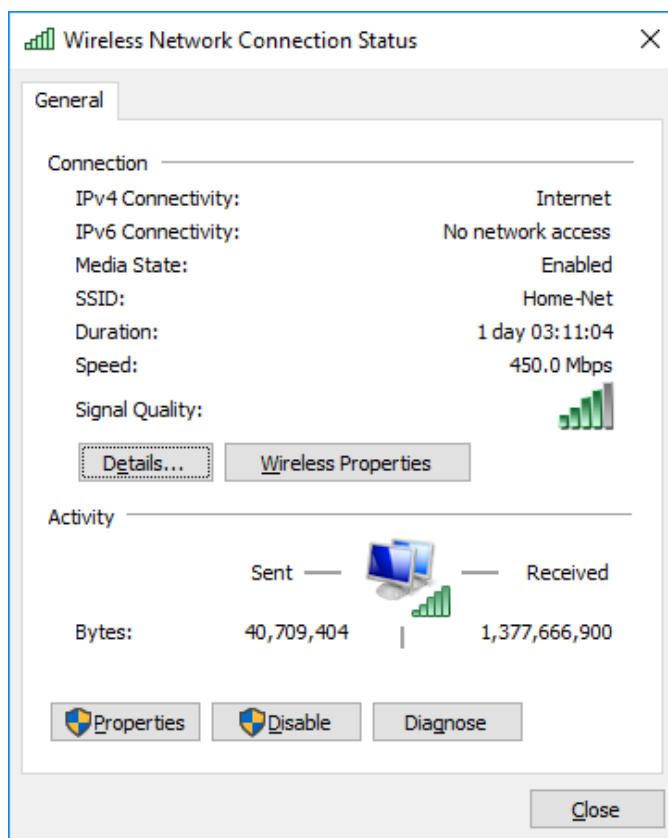 Wireless Network Connection Status
General
Connection
IPv4 Connectivity: Internet
IPv6 Connectivity: No network access
Media State: Enabled
SSID: Home-Net
Duration: 1 day 03:11:04
Speed: 450.0 Mbps
Signal Quality:
Details... Wireless Properties
Activity
Sent Received
Bytes: 40,709,404 1,377,666,900
Properties Disable Diagnose
Close